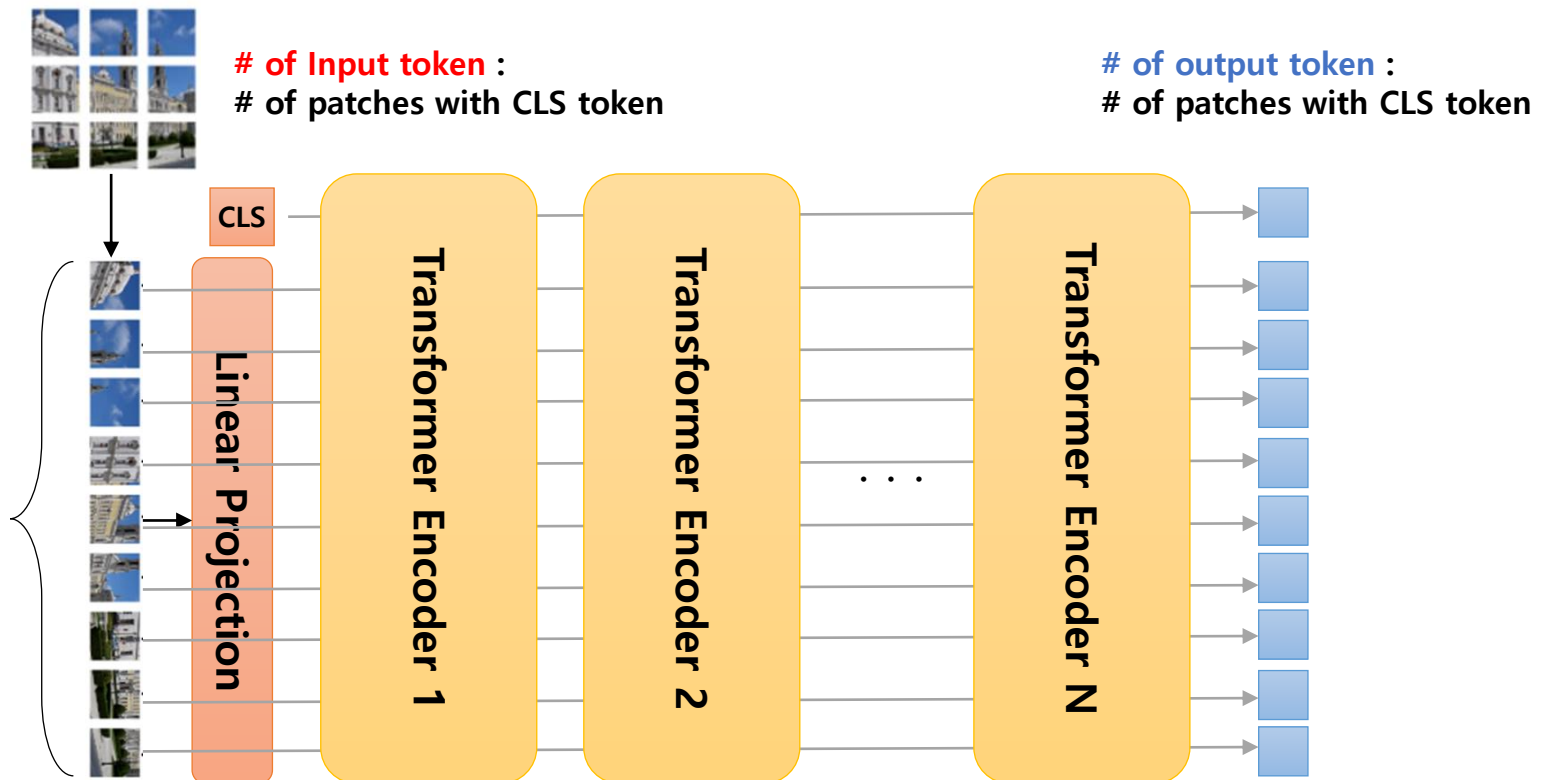 # of Input token :
# of patches with CLS token
# of output token :
# of patches with CLS token
CLS
Linear Projection
Transformer Encoder 1
Transformer Encoder 2
. . .
Transformer Encoder N